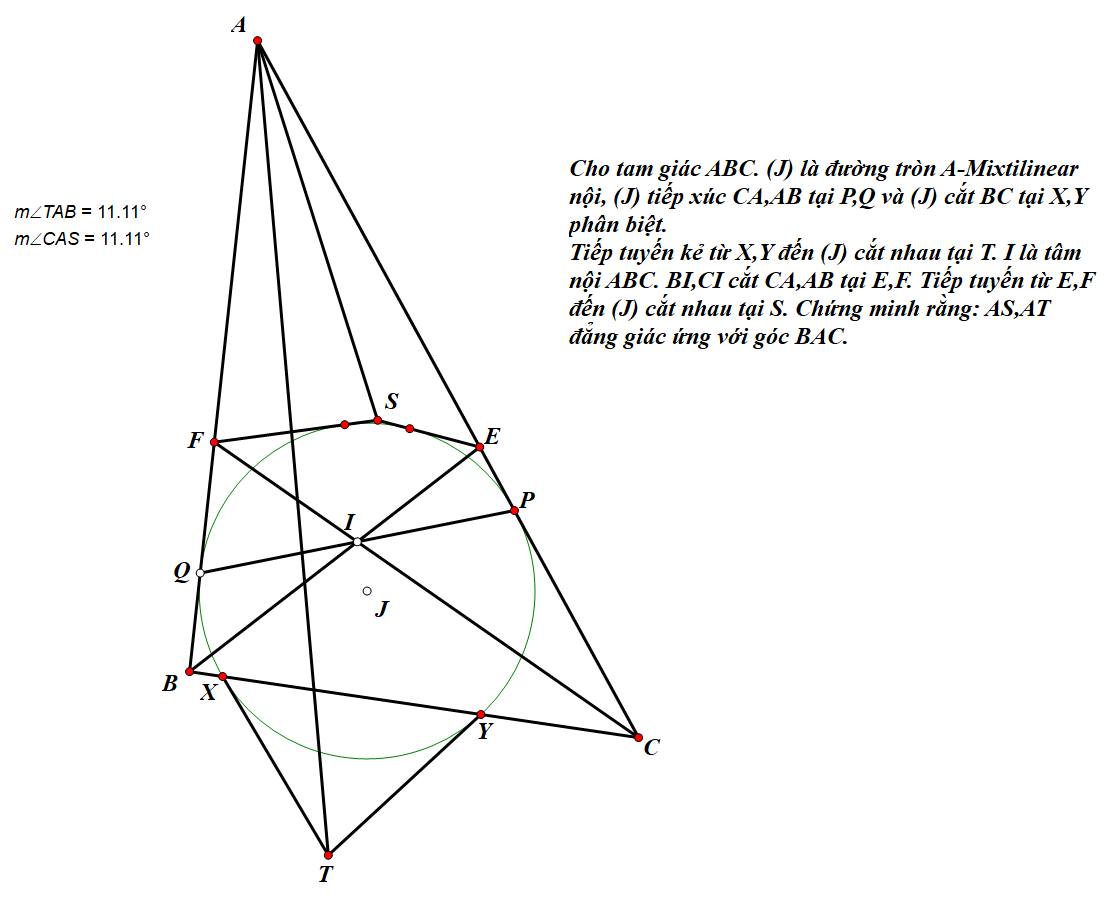 A
Cho tam giác ABC. (J) là đường tròn A-Mixtilinear
nội, (J) tiếp xúc CA,AB tại P,Q và (J) cắt BC tại X,Y
phân biệt.
Tiếp tuyến kẻ từ X,Y đến (J) cắt nhau tại T. I là tâm
nội ABC. BI,CI cắt CA,AB tại E,F. Tiếp tuyến từ E,F
đến (J) cắt nhau tại S. Chứng minh rằng: AS,AT
đẳng giác ứng với góc BAC.
m∠TAB = 11.11°
m∠CAS = 11.11°
S
F
E
P
I
Q
J
B
X
Y
C
T